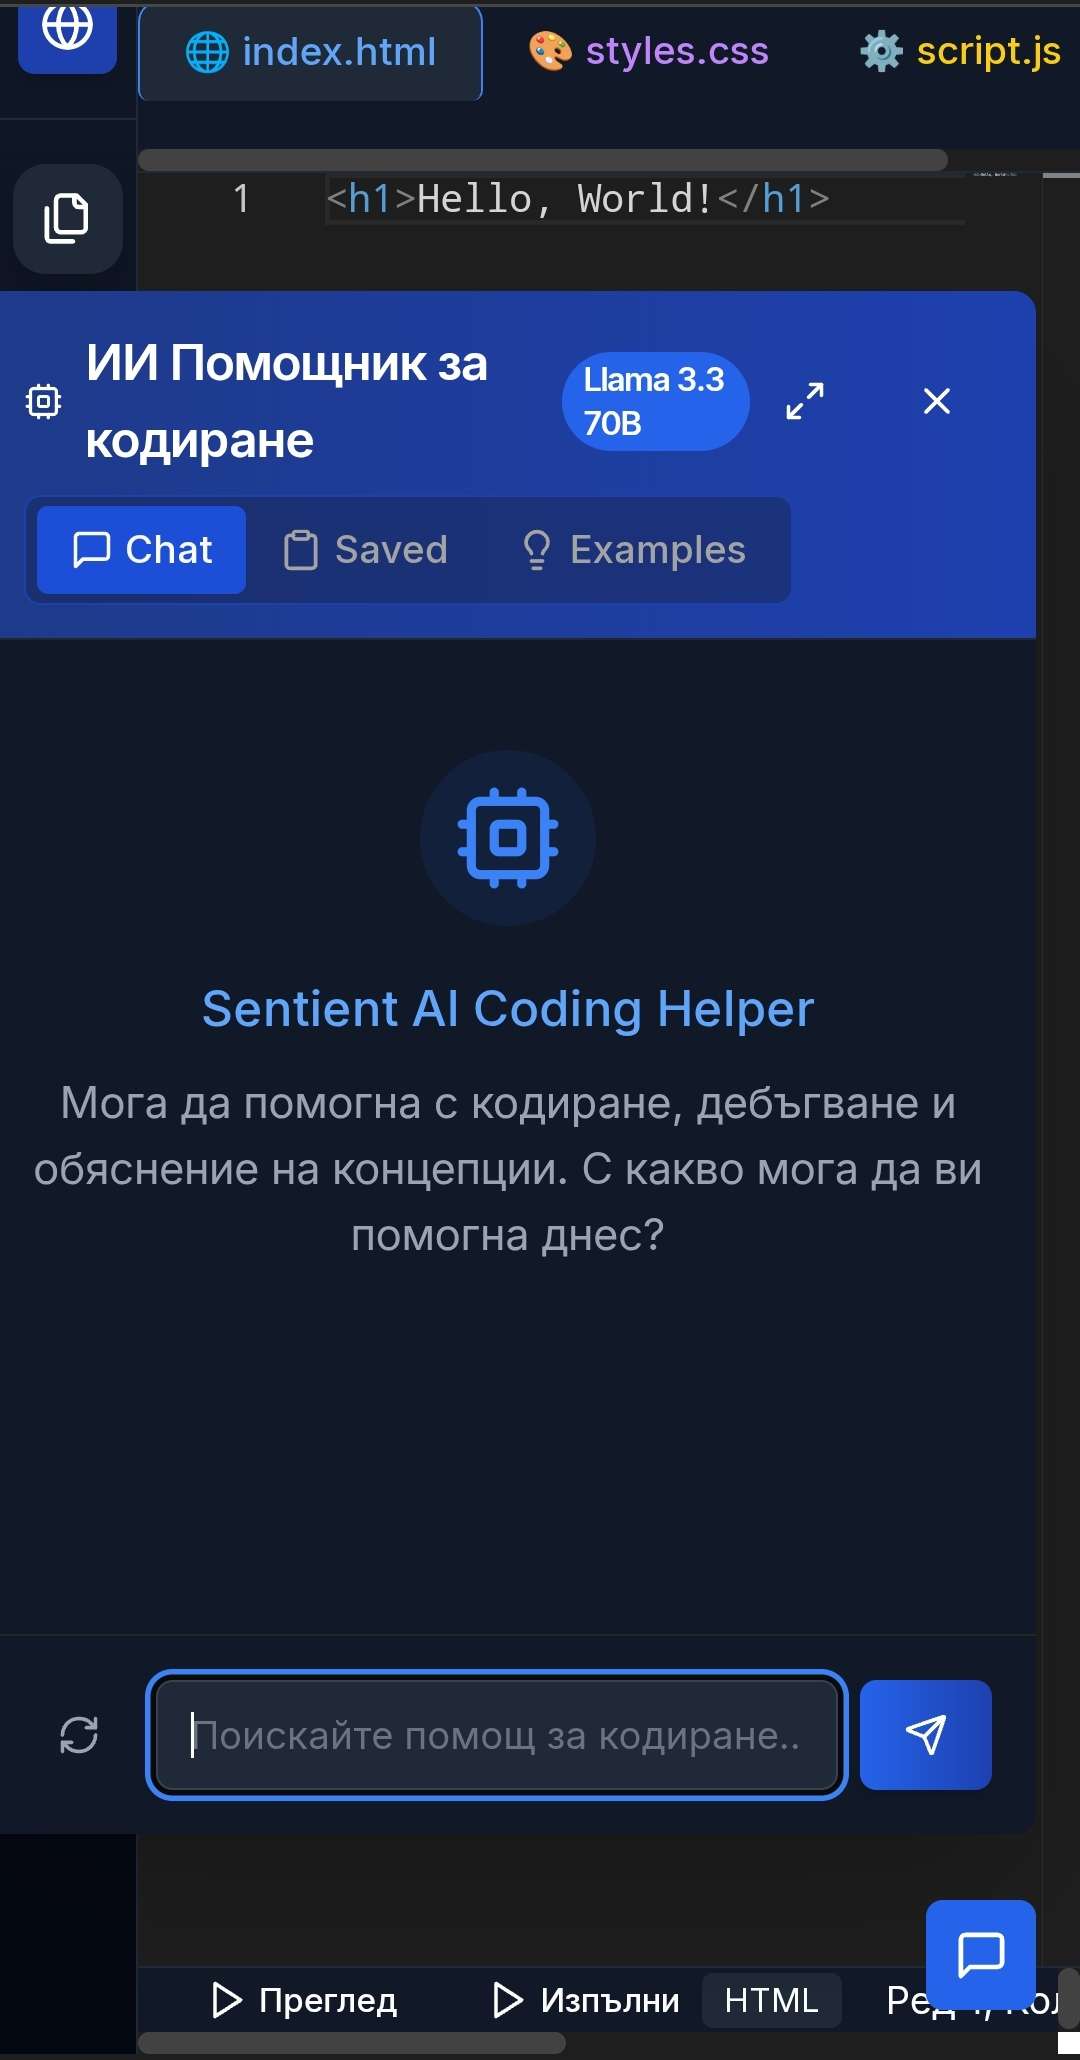 index.html
styles.css
script.js
1
<h1>Hello, World!</h1>
ИИ Помощник за
кодиране
Llama 3.3
70B
Chat
Saved
Examples
Sentient AI Coding Helper
Мога да помогна с кодиране, дебъгване и
обяснение на концепции. С какво мога да ви
помогна днес?
Поискайте помощ за кодиране..
Преглед
Изпълни
HTML